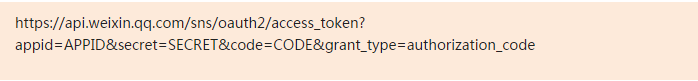 https://api.weixin.qq.com/sns/oauth2/access_token?
appid=APPID&secret=SECRET&code=CODE&grant_type=authorization_code